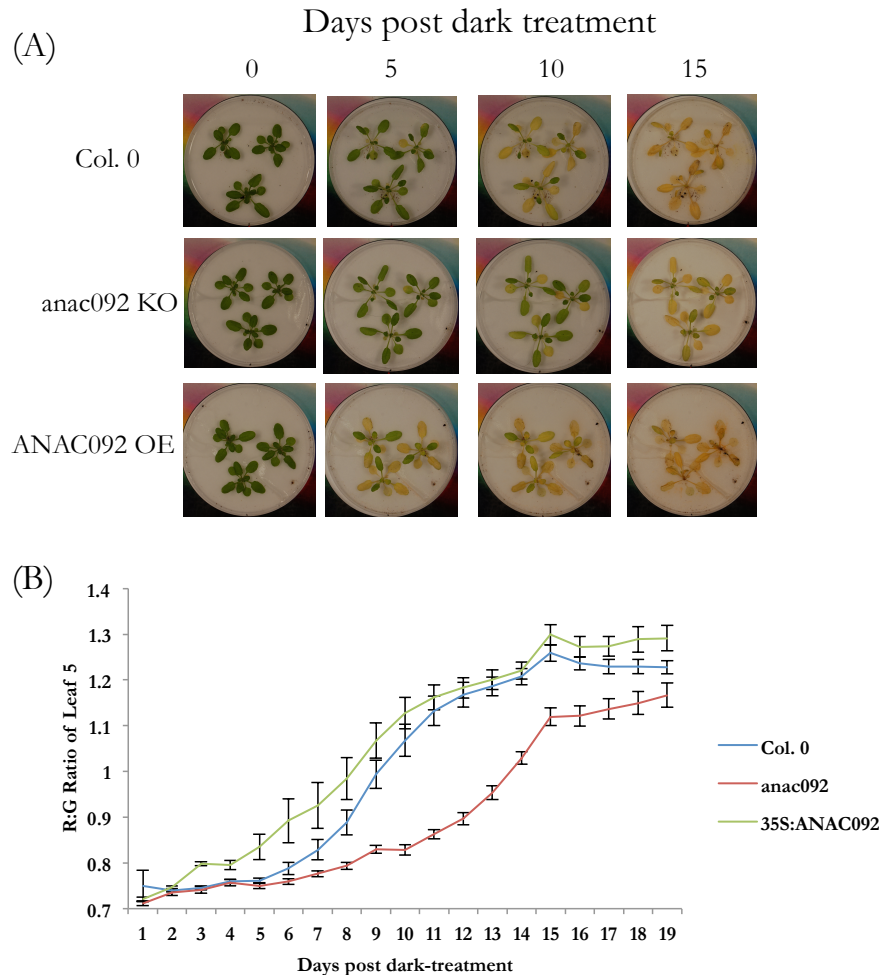 Days post dark treatment
(A)
0 5 10 15
Col. 0
anac092 KO
ANAC092 OE
(B)
1.4
1.3
1.2
1.1
1
0.9
0.8
0.7
R:G Ratio of Leaf 5
1 2 3 4 5 6 7 8 9 10 11 12 13 14 15 16 17 18 19
Days post dark-treatment
Col. 0
anac092
35S:ANAC092